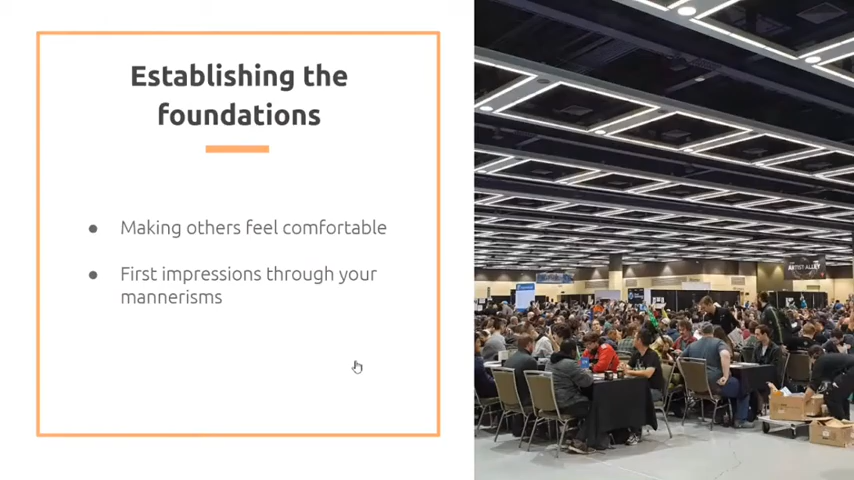 Establishing the
foundations
● Making others feel comfortable
● First impressions through your
mannerisms
ARTIST ALLEY